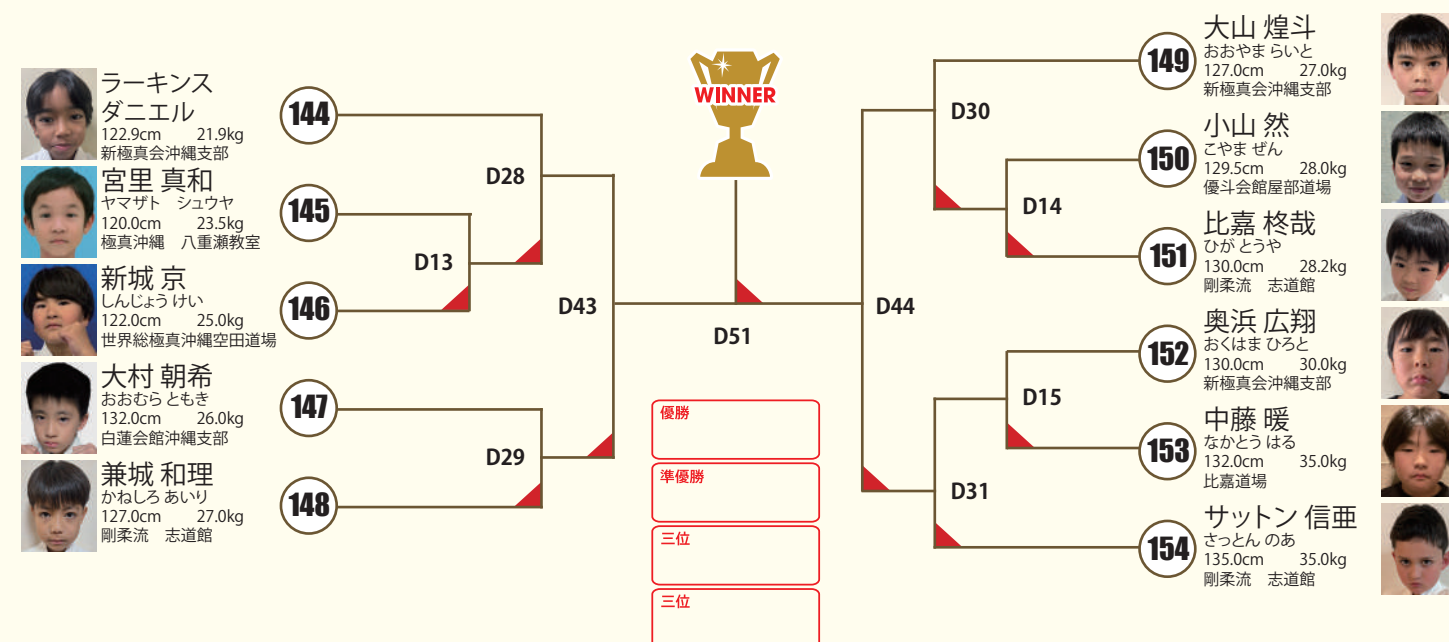 ラーキンス
ダニエル
122.9cm 21.9kg
新極真会沖縄支部
144
宮里 真和
ヤマザト シュウヤ
120.0cm 23.5kg
極真沖縄 八重瀬教室
145
新城 京
しんじょう けい
122.0cm 25.0kg
世界総極真沖縄空田道場
146
大村 朝希
おおむら ともき
132.0cm 26.0kg
白蓮会館沖縄支部
147
兼城 和理
かねしろ あいり
127.0cm 27.0kg
剛柔流 志道館
148
D28
D13
D43
D29
WINNER
D51
優勝
準優勝
三位
三位
D30
D14
D44
D15
D31
149
大山 煌斗
おおやま らいと
127.0cm 27.0kg
新極真会沖縄支部
150
小山 然
こやま ぜん
129.5cm 28.0kg
優斗会館屋部道場
151
比嘉 柊哉
ひが とうや
130.0cm 28.2kg
剛柔流 志道館
152
奥浜 広翔
おくはま ひろと
130.0cm 30.0kg
新極真会沖縄支部
153
中藤 暖
なかとう はる
132.0cm 35.0kg
比嘉道場
154
サットン 信亜
さっとん のあ
135.0cm 35.0kg
剛柔流 志道館